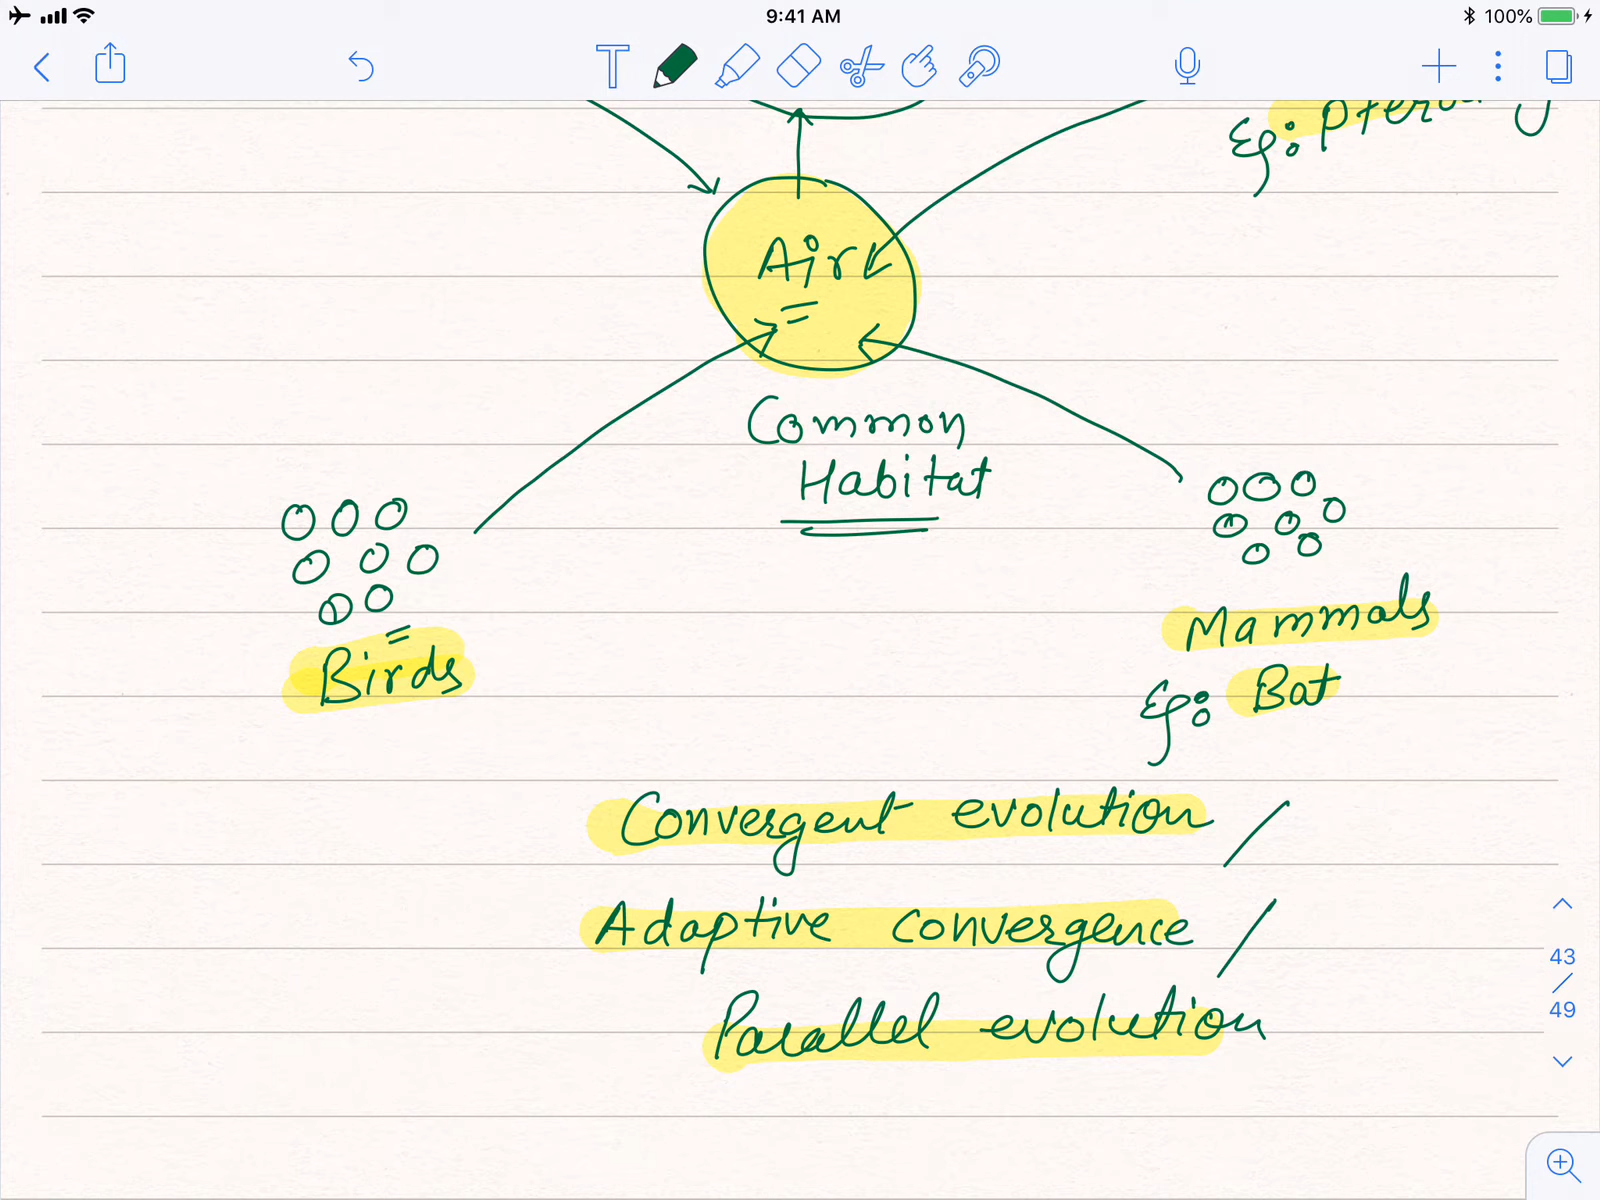 9:41 AM
100%
T
Eg:
Air
Common
Habitat
Birds
Mammals
Eg: Bat
Convergent evolution /
Adaptive convergence /
Parallel evolution
43
/
49